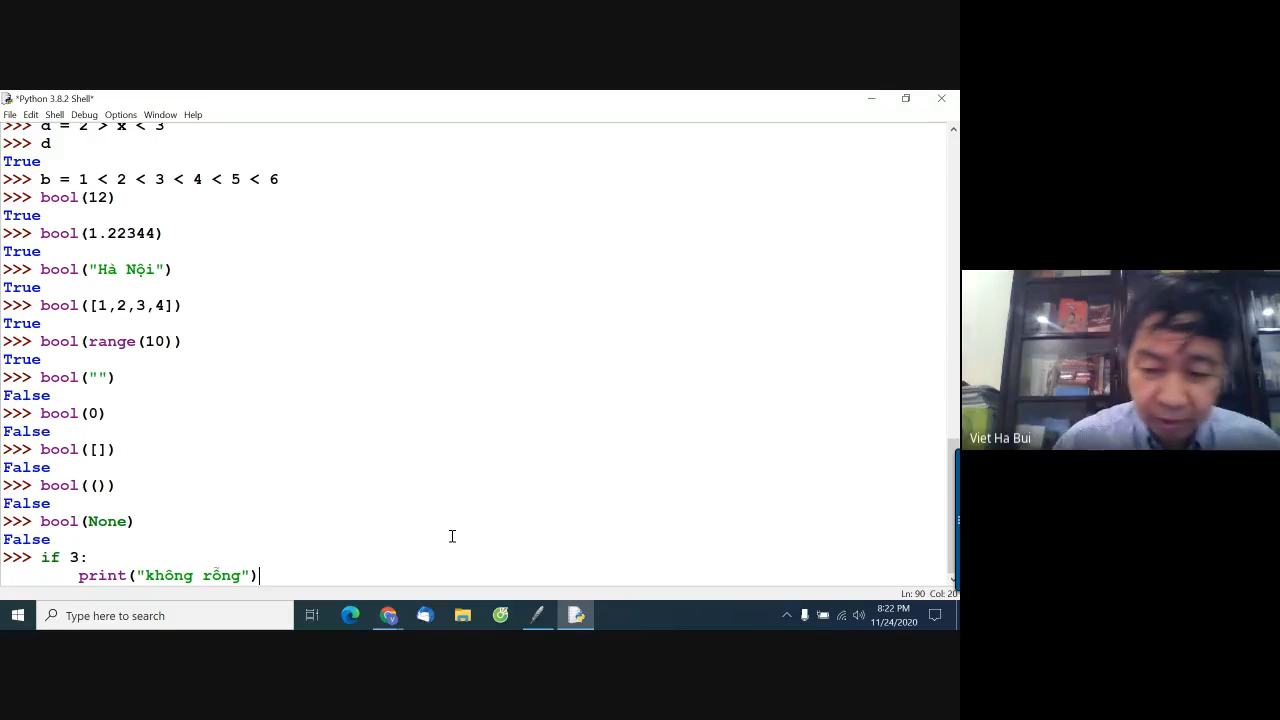 *Python 3.8.2 Shell*
File Edit Shell Debug Options Window Help
>>> d = 2 > x < 3
>>> d
True
>>> b = 1 < 2 < 3 < 4 < 5 < 6
>>> bool(12)
True
>>> bool(1.22344)
True
>>> bool("Hà Nội")
True
>>> bool([1,2,3,4])
True
>>> bool(range(10))
True
>>> bool("")
False
>>> bool(0)
False
>>> bool([])
False
>>> bool(())
False
>>> bool(None)
False
>>> if 3:
        print("không rỗng")
Ln: 90 Col: 20
Type here to search
8:22 PM
11/24/2020
Viet Ha Bui